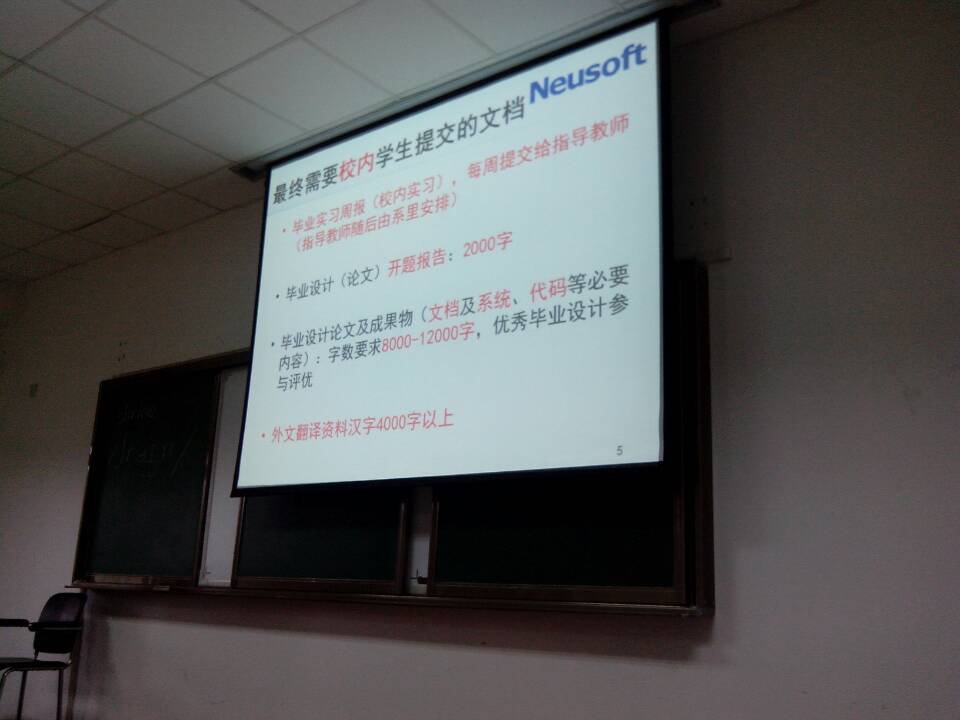 Neusoft
最终需要校内学生提交的文档
• 毕业实习周报（校内实习），每周提交给指导教师
（指导教师随后由系里安排）
• 毕业设计（论文）开题报告：2000字
• 毕业设计论文及成果物（文档及系统、代码等必要
内容）：字数要求8000-12000字，优秀毕业设计参
与评优
• 外文翻译资料汉字4000字以上
5